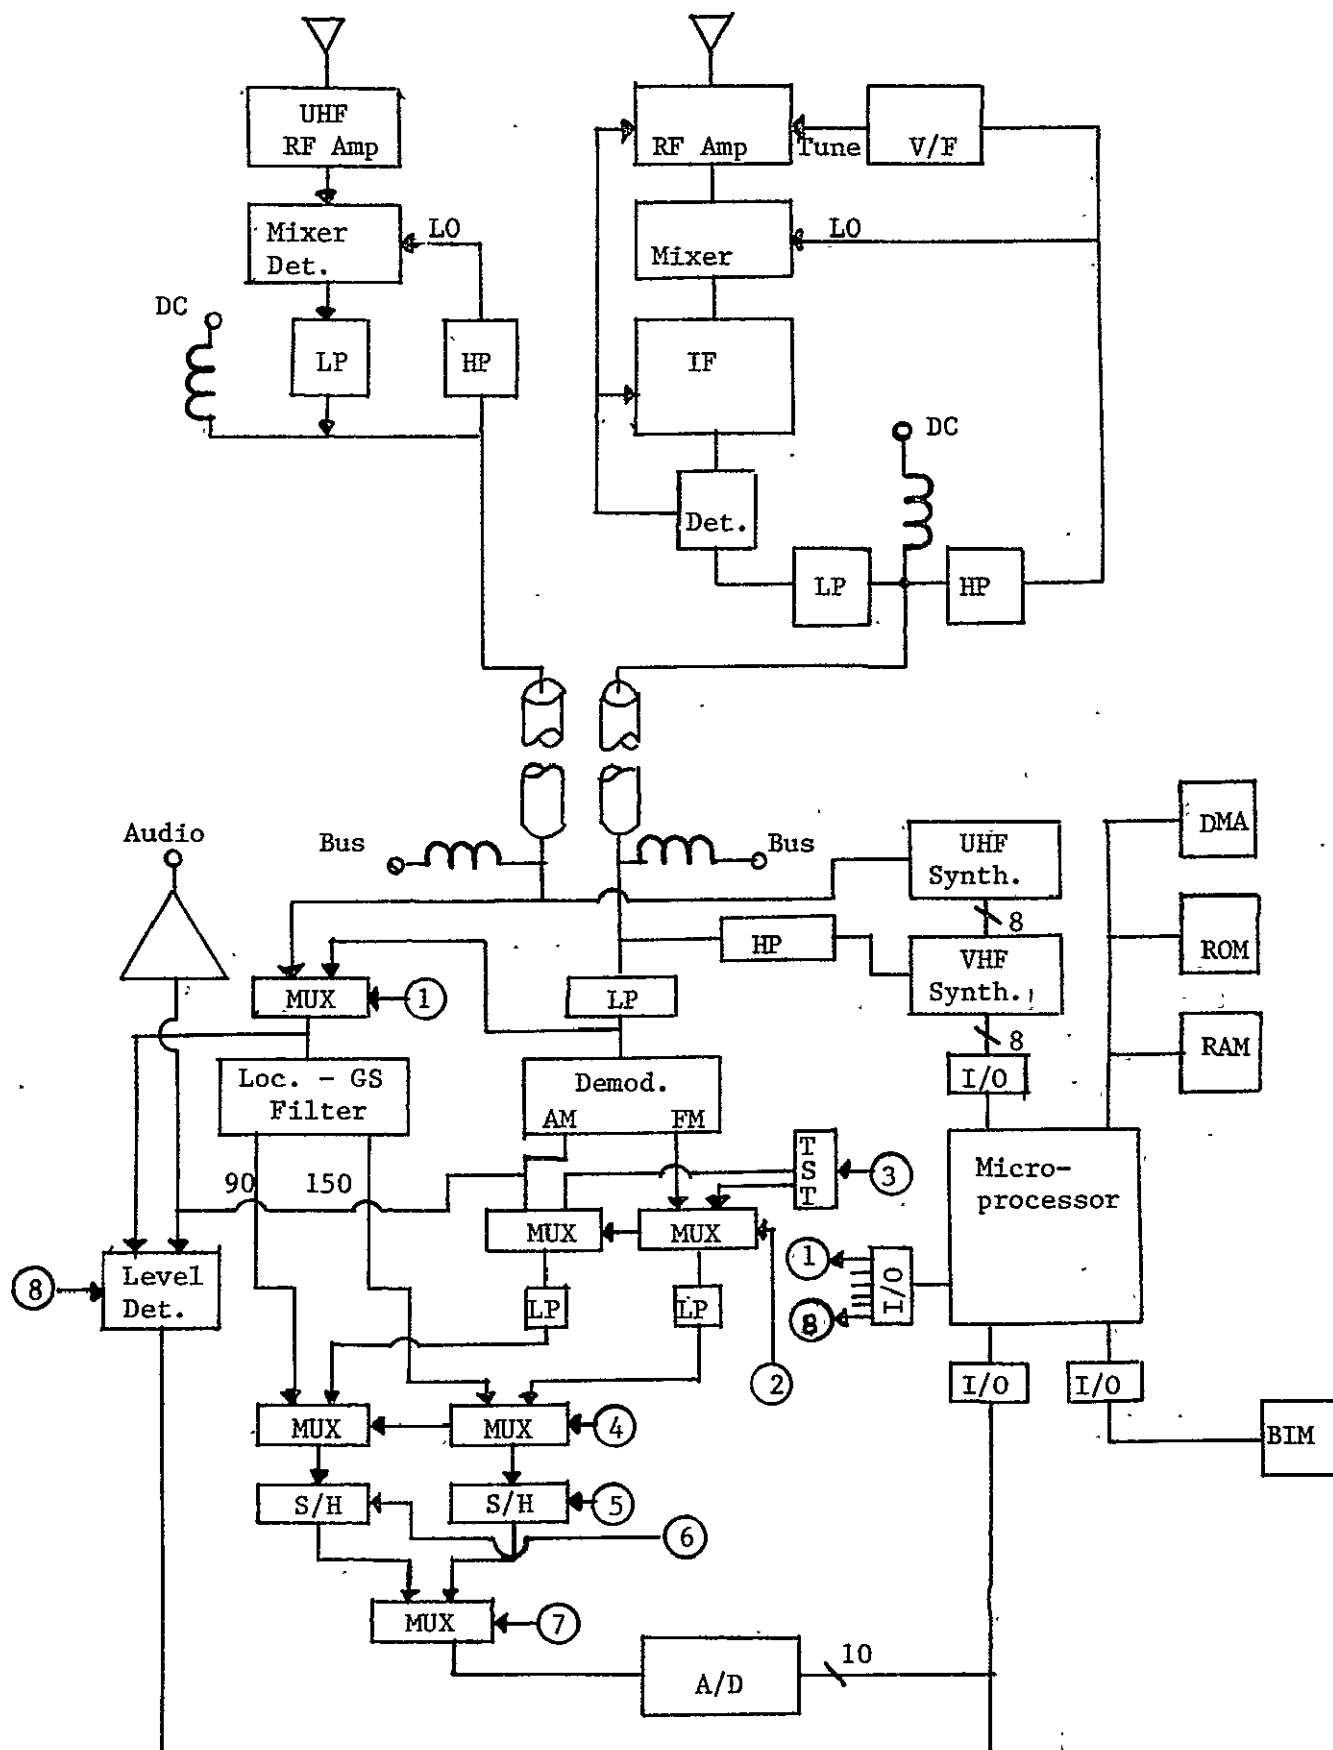 UHF
RF Amp
RF Amp
Tune
V/F
Mixer
Det.
LO
Mixer
LO
DC
LP
HP
IF
DC
Det.
LP
HP
Audio
Bus
Bus
UHF
Synth.
DMA
8
HP
VHF
Synth.
ROM
MUX
1
LP
8
I/O
RAM
Loc. - GS
Filter
Demod.
AM FM
90
150
T
S
T
3
Micro-
processor
MUX
MUX
8
Level
Det.
1
I/O
8
LP
LP
2
I/O
I/O
MUX
MUX
4
BIM
S/H
S/H
5
6
MUX
7
A/D
10